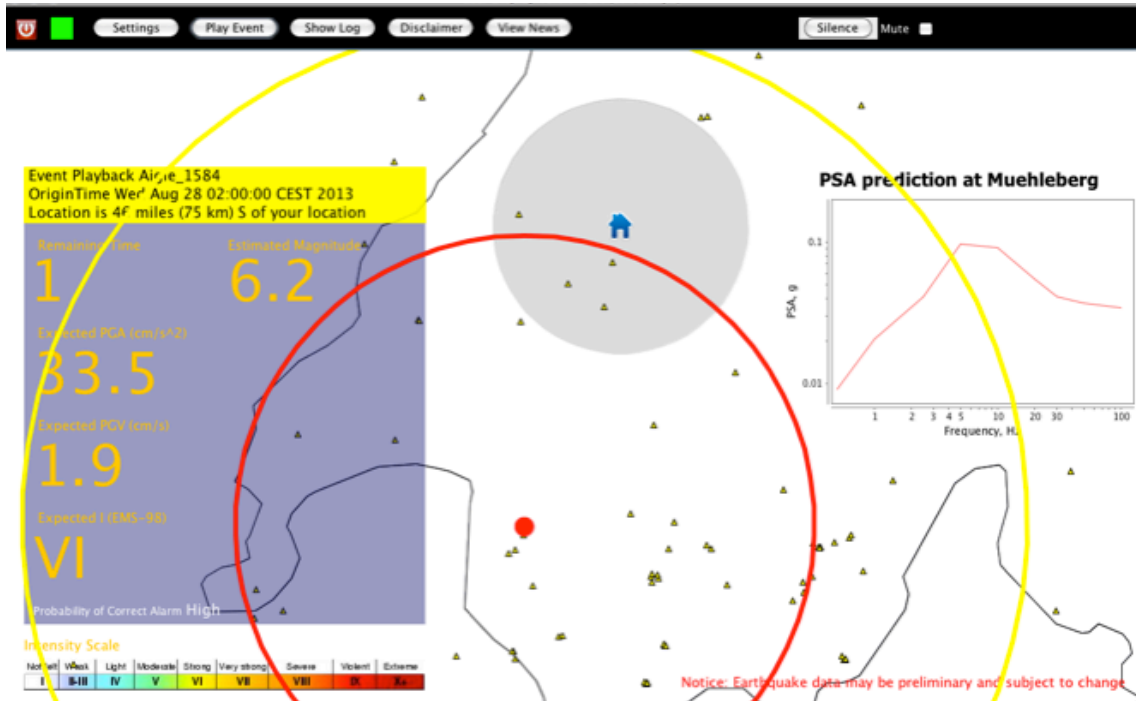 Settings
Play Event
Show Log
Disclaimer
View News
Silence
Mute
Event Playback Aigle_1584
OriginTime Wed Aug 28 02:00:00 CEST 2013
Location is 46 miles (75 km) S of your location
Remaining Time
Estimated Magnitude
1
6.2
Expected PGA (cm/s^2)
33.5
Expected PGV (cm/s)
1.9
Expected I (EMS-98)
VI
Probability of Correct Alarm High
Intensity Scale
Not felt Weak Light Moderate Strong Very strong Severe Violent Extreme
I II-III IV V VI VII VIII IX X+
PSA prediction at Muehleberg
PSA, g
0.1
0.01
1 2 3 4 5 10 20 30 100
Frequency, Hz
Notice: Earthquake data may be preliminary and subject to change